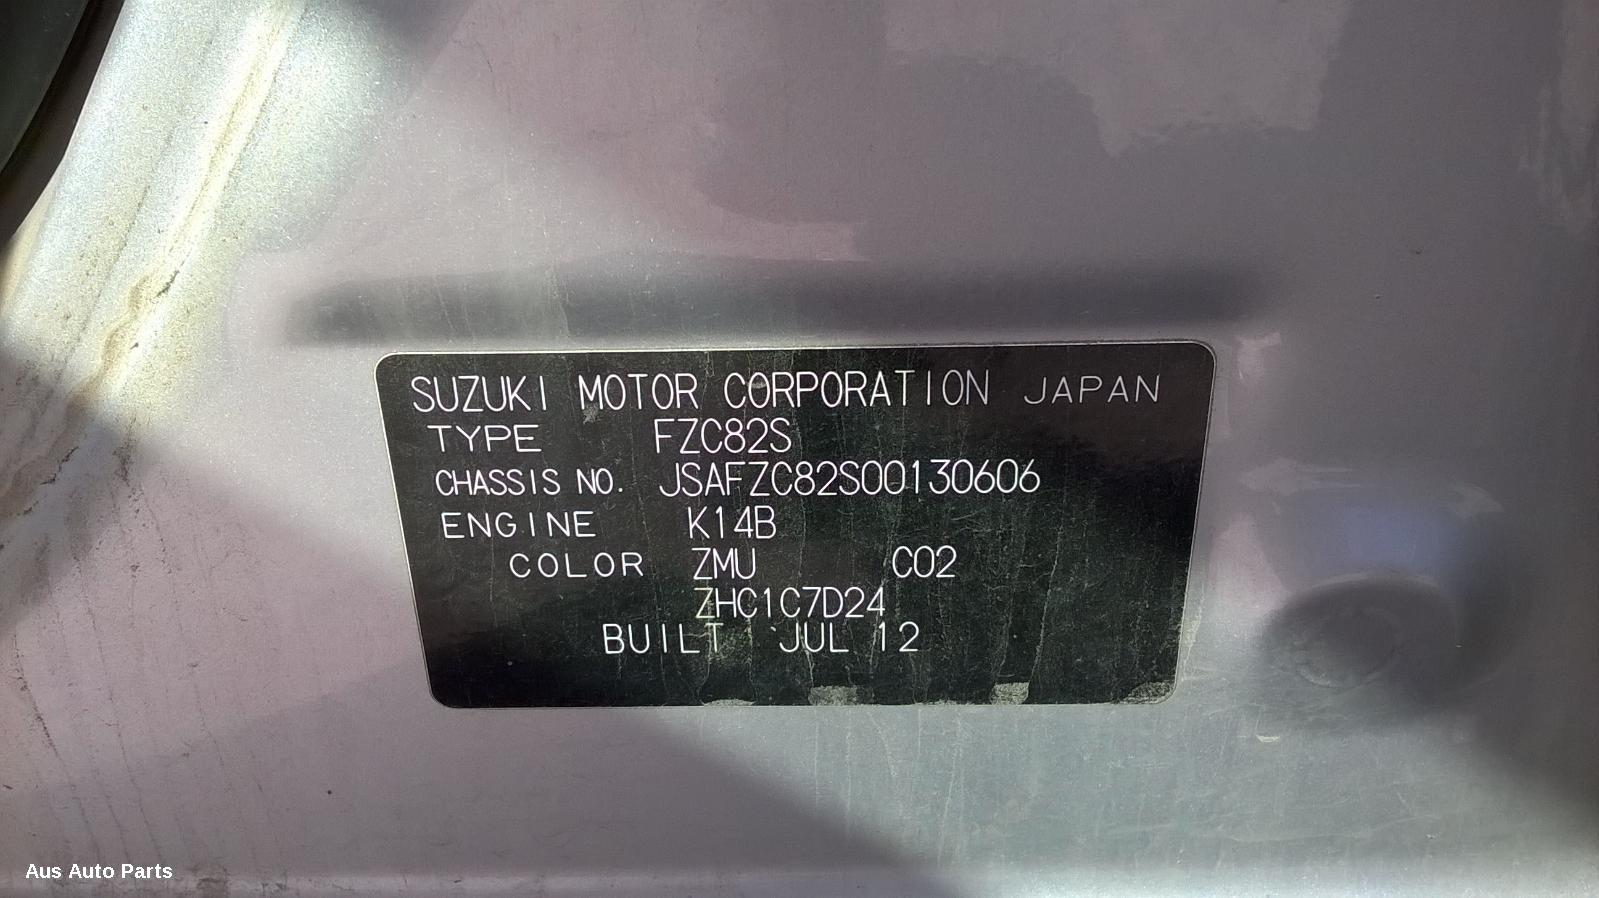 SUZUKI MOTOR CORPORATION JAPAN
TYPE FZC82S
CHASSIS NO. JSAFZC82S00130606
ENGINE K14B
COLOR ZMU C02
ZHC1C7D24
BUILT JUL 12
Aus Auto Parts